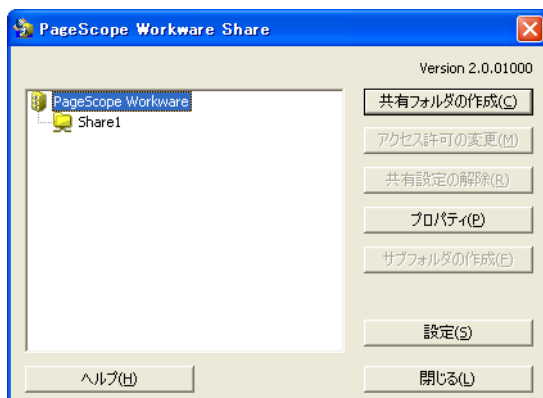 PageScope Workware Share
Version 2.0.01000
PageScope Workware
Share1
共有フォルダの作成(C)
アクセス許可の変更(M)
共有設定の解除(R)
プロパティ(P)
サブフォルダの作成(F)
設定(S)
ヘルプ(H)
閉じる(L)